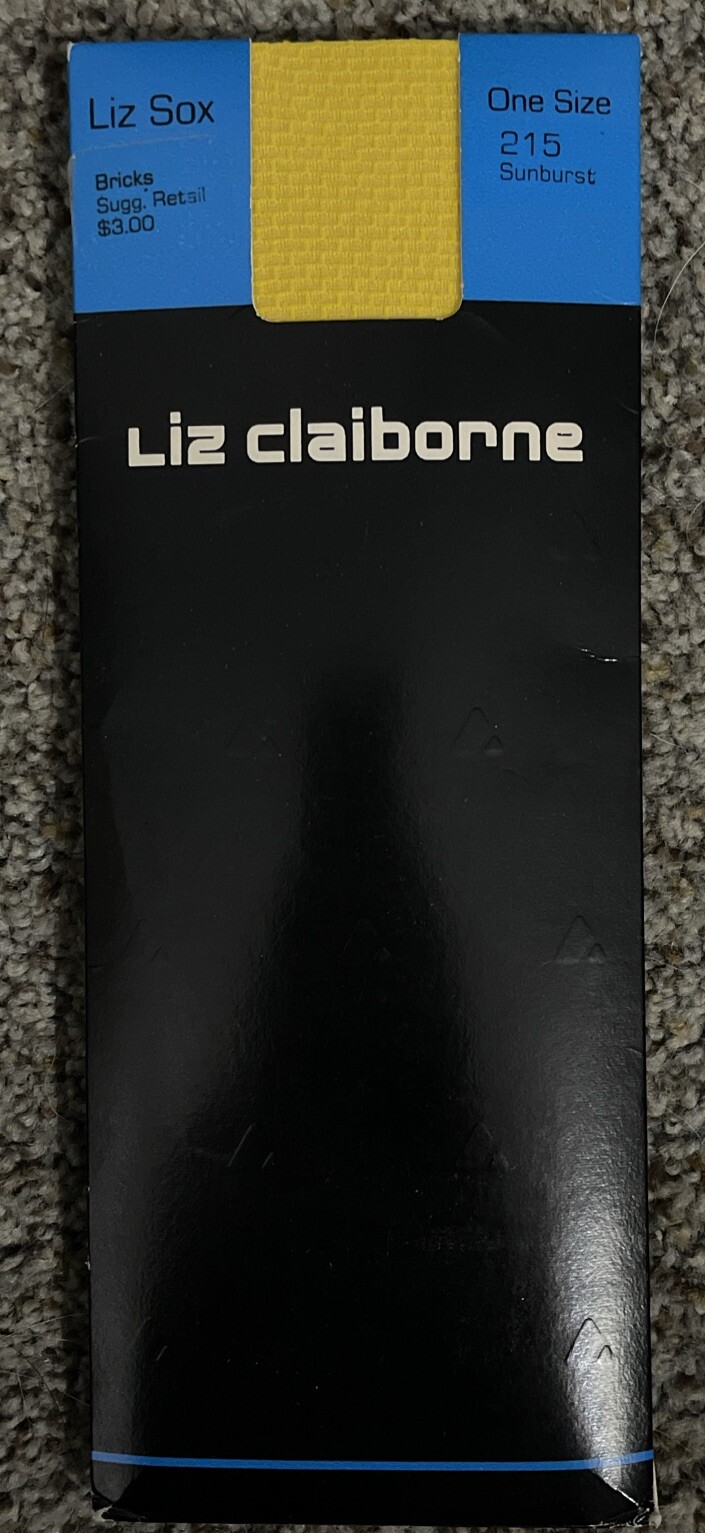 Liz Sox
Bricks
Sugg. Retail
$3.00
One Size
215
Sunburst
Liz claiborne